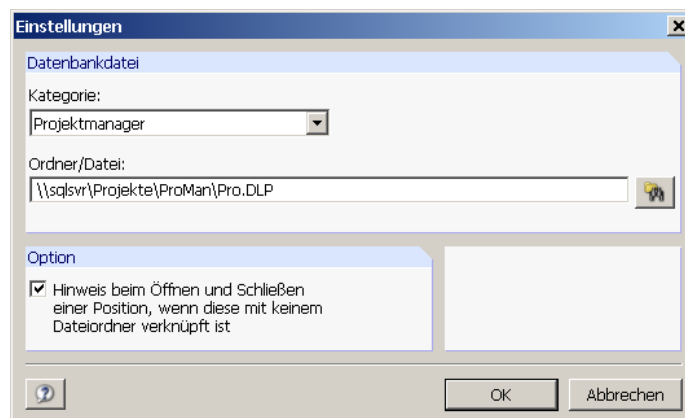 Einstellungen
Datenbankdatei
Kategorie:
Projektmanager
Ordner/Datei:
\\sqlsvr\Projekte\ProMan\Pro.DLP
Option
Hinweis beim Öffnen und Schließen
einer Position, wenn diese mit keinem
Dateiordner verknüpft ist
OK
Abbrechen